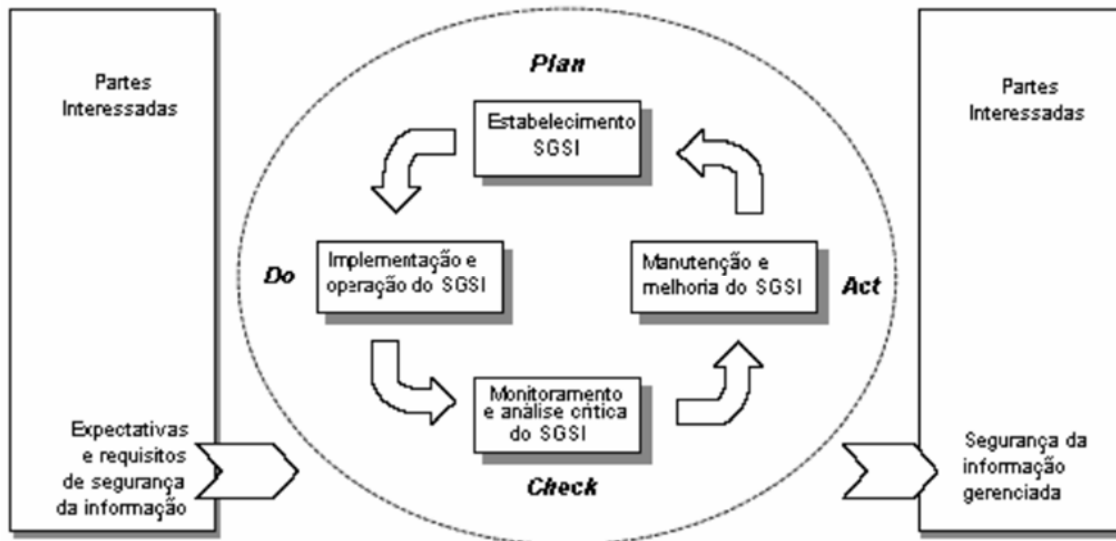 Partes
Interessadas
Expectativas
e requisitos
de segurança
da informação
Plan
Estabelecimento
SGSI
Do
Implementação e
operação do SGSI
Manutenção e
melhoria do SGSI
Act
Monitoramento
e análise crítica
do SGSI
Check
Partes
Interessadas
Segurança da
informação
gerenciada